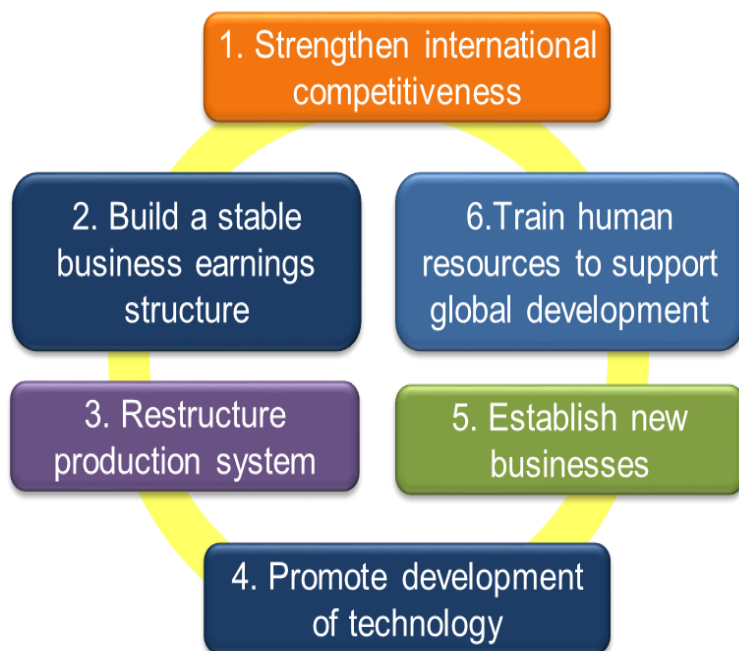 1. Strengthen international
competitiveness
2. Build a stable
business earnings
structure
3. Restructure
production system
4. Promote development
of technology
5. Establish new
businesses
6.Train human
resources to support
global development